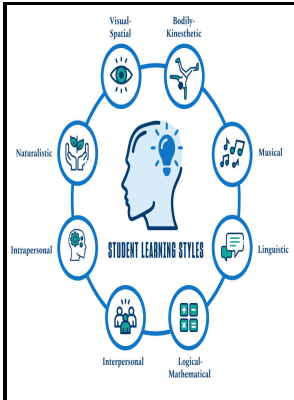 Visual-
Spatial
Bodily-
Kinesthetic
Naturalistic
Musical
STUDENT LEARNING STYLES
Intrapersonal
Linguistic
Interpersonal
Logical-
Mathematical